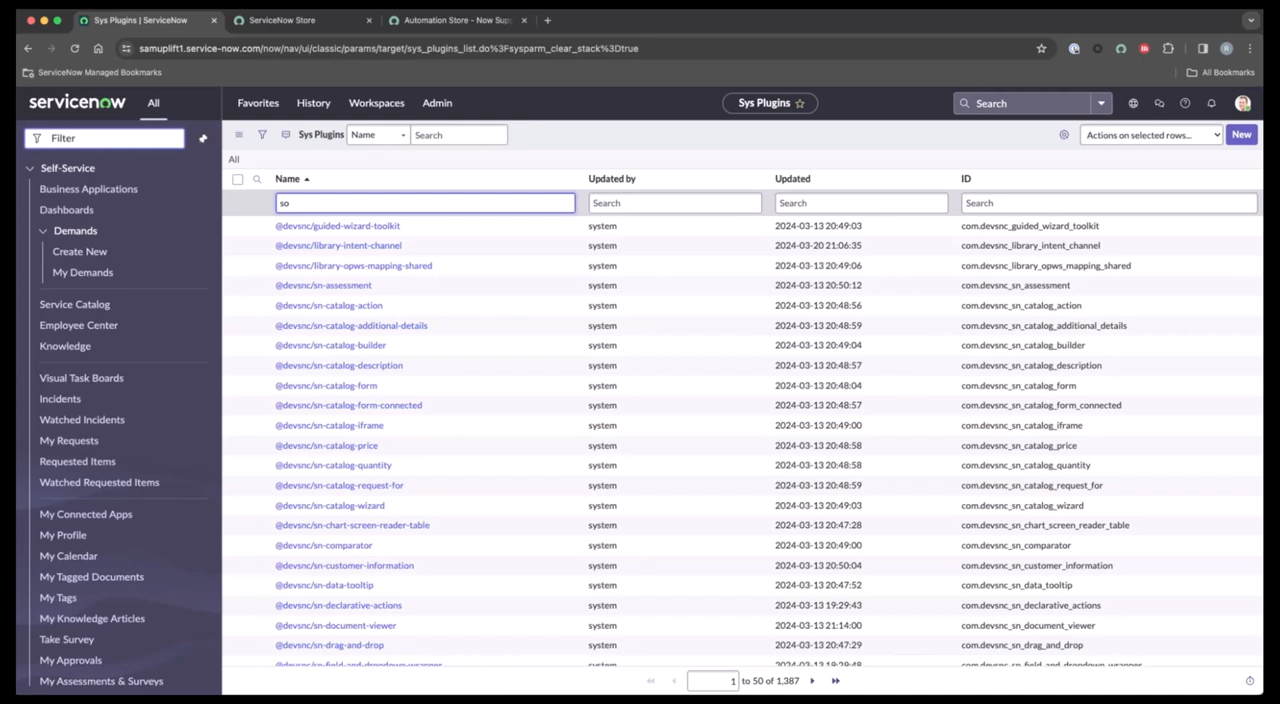 Sys Plugins | ServiceNow
ServiceNow Store
Automation Store - Now Supp
samuplift1.service-now.com/now/nav/ui/classic/params/target/sys_plugins_list.do%3Fsysparm_clear_stack%3Dtrue
ServiceNow Managed Bookmarks
All Bookmarks
servicenow
All
Favorites
History
Workspaces
Admin
Sys Plugins
Search
Filter
Self-Service
Business Applications
Dashboards
Demands
Create New
My Demands
Service Catalog
Employee Center
Knowledge
Visual Task Boards
Incidents
Watched Incidents
My Requests
Requested Items
Watched Requested Items
My Connected Apps
My Profile
My Calendar
My Tagged Documents
My Tags
My Knowledge Articles
Take Survey
My Approvals
My Assessments & Surveys
Sys Plugins Name Search
Actions on selected rows... New
All
Name Updated by Updated ID
so Search Search Search
@devsnc/guided-wizard-toolkit system 2024-03-13 20:49:03 com.devsnc_guided_wizard_toolkit
@devsnc/library-intent-channel system 2024-03-20 21:06:35 com.devsnc_library_intent_channel
@devsnc/library-opws-mapping-shared system 2024-03-13 20:49:06 com.devsnc_library_opws_mapping_shared
@devsnc/sn-assessment system 2024-03-13 20:50:12 com.devsnc_sn_assessment
@devsnc/sn-catalog-action system 2024-03-13 20:48:56 com.devsnc_sn_catalog_action
@devsnc/sn-catalog-additional-details system 2024-03-13 20:48:59 com.devsnc_sn_catalog_additional_details
@devsnc/sn-catalog-builder system 2024-03-13 20:49:04 com.devsnc_sn_catalog_builder
@devsnc/sn-catalog-description system 2024-03-13 20:48:57 com.devsnc_sn_catalog_description
@devsnc/sn-catalog-form system 2024-03-13 20:48:04 com.devsnc_sn_catalog_form
@devsnc/sn-catalog-form-connected system 2024-03-13 20:48:57 com.devsnc_sn_catalog_form_connected
@devsnc/sn-catalog-iframe system 2024-03-13 20:49:00 com.devsnc_sn_catalog_iframe
@devsnc/sn-catalog-price system 2024-03-13 20:48:58 com.devsnc_sn_catalog_price
@devsnc/sn-catalog-quantity system 2024-03-13 20:48:58 com.devsnc_sn_catalog_quantity
@devsnc/sn-catalog-request-for system 2024-03-13 20:48:59 com.devsnc_sn_catalog_request_for
@devsnc/sn-catalog-wizard system 2024-03-13 20:49:03 com.devsnc_sn_catalog_wizard
@devsnc/sn-chart-screen-reader-table system 2024-03-13 20:47:28 com.devsnc_sn_chart_screen_reader_table
@devsnc/sn-comparator system 2024-03-13 20:49:00 com.devsnc_sn_comparator
@devsnc/sn-customer-information system 2024-03-13 20:50:04 com.devsnc_sn_customer_information
@devsnc/sn-data-tooltip system 2024-03-13 20:47:52 com.devsnc_sn_data_tooltip
@devsnc/sn-declarative-actions system 2024-03-13 19:29:43 com.devsnc_sn_declarative_actions
@devsnc/sn-document-viewer system 2024-03-13 21:14:00 com.devsnc_sn_document_viewer
@devsnc/sn-drag-and-drop system 2024-03-13 20:47:29 com.devsnc_sn_drag_and_drop
@devsnc/sn-field-and-dropdown-wrapper system 2024-03-13 19:29:48 com.devsnc_sn_field_and_dropdown_wrapper
1 to 50 of 1,387